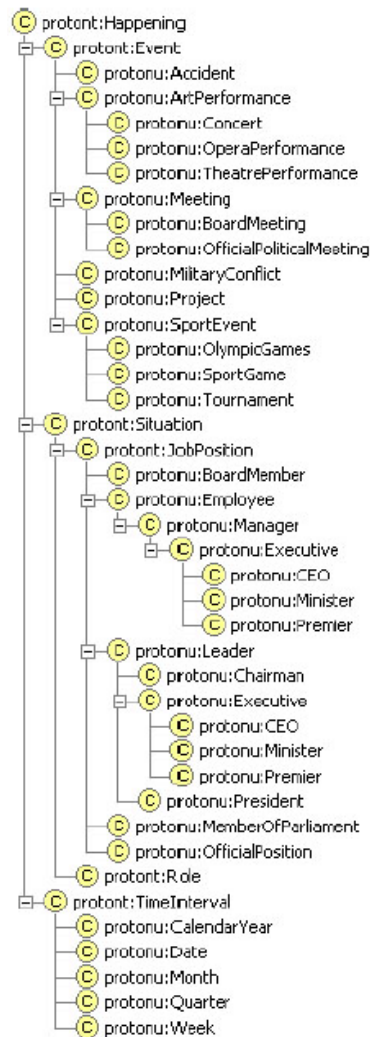 C protont:Happening
C protont:Event
C protonu:Accident
C protonu:ArtPerformance
C protonu:Concert
C protonu:OperaPerformance
C protonu:TheatrePerformance
C protonu:Meeting
C protonu:BoardMeeting
C protonu:OfficialPoliticalMeeting
C protonu:MilitaryConflict
C protonu:Project
C protonu:SportEvent
C protonu:OlympicGames
C protonu:SportGame
C protonu:Tournament
C protont:Situation
C protont:JobPosition
C protonu:BoardMember
C protonu:Employee
C protonu:Manager
C protonu:Executive
C protonu:CEO
C protonu:Minister
C protonu:Premier
C protonu:Leader
C protonu:Chairman
C protonu:Executive
C protonu:CEO
C protonu:Minister
C protonu:Premier
C protonu:President
C protonu:MemberOfParliament
C protonu:OfficialPosition
C protont:Role
C protont:TimeInterval
C protonu:CalendarYear
C protonu:Date
C protonu:Month
C protonu:Quarter
C protonu:Week